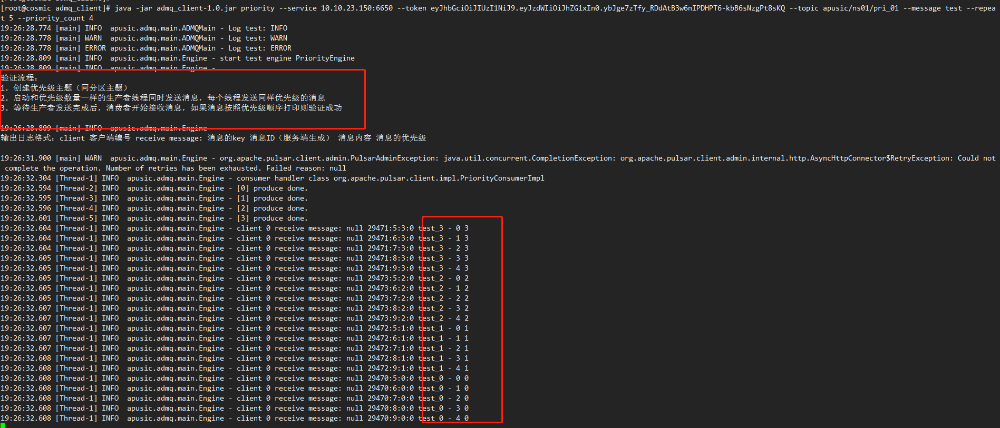 [root@cosmic admq_client]#
[root@cosmic admq_client]# java -jar admq_client-1.0.jar priority --service 10.10.23.150:6650 --token eyJhbGciOiJIUzI1NiJ9.eyJzdWIiOiJhZG1xIn0.ybJge7zTfy_RDdAtB3w6nIPDHPT6-kbB6sNzgPt8sKQ --topic apusic/ns01/pri_01 --message test --repea
t 5 --priority_count 4
19:26:28.774 [main] INFO  apusic.admq.main.ADMQMain - Log test: INFO
19:26:28.778 [main] WARN  apusic.admq.main.ADMQMain - Log test: WARN
19:26:28.778 [main] ERROR apusic.admq.main.ADMQMain - Log test: ERROR
19:26:28.809 [main] INFO  apusic.admq.main.Engine - start test engine PriorityEngine
19:26:28.809 [main] INFO  apusic.admq.main.Engine -
验证流程：
1. 创建优先级主题（同分区主题）
2. 启动和优先级数量一样的生产者线程同时发送消息，每个线程发送同样优先级的消息
3. 等待生产者发送完成后，消费者开始接收消息，如果消息按照优先级顺序打印则验证成功
19:26:28.809 [main] INFO  apusic.admq.main.Engine
输出日志格式：client 客户端编号 receive message: 消息的key 消息ID（服务端生成） 消息内容 消息的优先级
19:26:31.900 [main] WARN  apusic.admq.main.Engine - org.apache.pulsar.client.admin.PulsarAdminException: java.util.concurrent.CompletionException: org.apache.pulsar.client.admin.internal.http.AsyncHttpConnector$RetryException: Could not
 complete the operation. Number of retries has been exhausted. Failed reason: null
19:26:32.304 [Thread-1] INFO  apusic.admq.main.Engine - consumer handler class org.apache.pulsar.client.impl.PriorityConsumerImpl
19:26:32.594 [Thread-2] INFO  apusic.admq.main.Engine - [0] produce done.
19:26:32.595 [Thread-3] INFO  apusic.admq.main.Engine - [1] produce done.
19:26:32.596 [Thread-4] INFO  apusic.admq.main.Engine - [2] produce done.
19:26:32.601 [Thread-5] INFO  apusic.admq.main.Engine - [3] produce done.
19:26:32.604 [Thread-1] INFO  apusic.admq.main.Engine - client 0 receive message: null 29471:5:3:0 test_3 - 0 3
19:26:32.604 [Thread-1] INFO  apusic.admq.main.Engine - client 0 receive message: null 29471:6:3:0 test_3 - 1 3
19:26:32.604 [Thread-1] INFO  apusic.admq.main.Engine - client 0 receive message: null 29471:7:3:0 test_3 - 2 3
19:26:32.605 [Thread-1] INFO  apusic.admq.main.Engine - client 0 receive message: null 29471:8:3:0 test_3 - 3 3
19:26:32.605 [Thread-1] INFO  apusic.admq.main.Engine - client 0 receive message: null 29471:9:3:0 test_3 - 4 3
19:26:32.605 [Thread-1] INFO  apusic.admq.main.Engine - client 0 receive message: null 29473:5:2:0 test_2 - 0 2
19:26:32.605 [Thread-1] INFO  apusic.admq.main.Engine - client 0 receive message: null 29473:6:2:0 test_2 - 1 2
19:26:32.605 [Thread-1] INFO  apusic.admq.main.Engine - client 0 receive message: null 29473:7:2:0 test_2 - 2 2
19:26:32.607 [Thread-1] INFO  apusic.admq.main.Engine - client 0 receive message: null 29473:8:2:0 test_2 - 3 2
19:26:32.607 [Thread-1] INFO  apusic.admq.main.Engine - client 0 receive message: null 29473:9:2:0 test_2 - 4 2
19:26:32.607 [Thread-1] INFO  apusic.admq.main.Engine - client 0 receive message: null 29472:5:1:0 test_1 - 0 1
19:26:32.607 [Thread-1] INFO  apusic.admq.main.Engine - client 0 receive message: null 29472:6:1:0 test_1 - 1 1
19:26:32.607 [Thread-1] INFO  apusic.admq.main.Engine - client 0 receive message: null 29472:7:1:0 test_1 - 2 1
19:26:32.608 [Thread-1] INFO  apusic.admq.main.Engine - client 0 receive message: null 29472:8:1:0 test_1 - 3 1
19:26:32.608 [Thread-1] INFO  apusic.admq.main.Engine - client 0 receive message: null 29472:9:1:0 test_1 - 4 1
19:26:32.608 [Thread-1] INFO  apusic.admq.main.Engine - client 0 receive message: null 29470:5:0:0 test_0 - 0 0
19:26:32.608 [Thread-1] INFO  apusic.admq.main.Engine - client 0 receive message: null 29470:6:0:0 test_0 - 1 0
19:26:32.608 [Thread-1] INFO  apusic.admq.main.Engine - client 0 receive message: null 29470:7:0:0 test_0 - 2 0
19:26:32.608 [Thread-1] INFO  apusic.admq.main.Engine - client 0 receive message: null 29470:8:0:0 test_0 - 3 0
19:26:32.608 [Thread-1] INFO  apusic.admq.main.Engine - client 0 receive message: null 29470:9:0:0 test_0 - 4 0